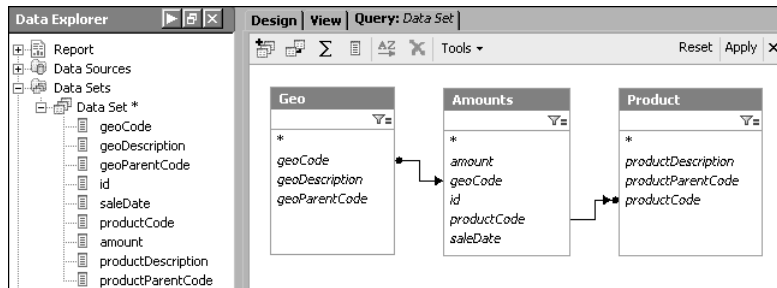 Data Explorer
Report
Data Sources
Data Sets
Data Set *
geoCode
geoDescription
geoParentCode
id
saleDate
productCode
amount
productDescription
productParentCode
Design | View | Query: Data Set
AZ Tools Reset Apply
Geo
*
geoCode
geoDescription
geoParentCode
Amounts
*
amount
geoCode
id
productCode
saleDate
Product
*
productDescription
productParentCode
productCode